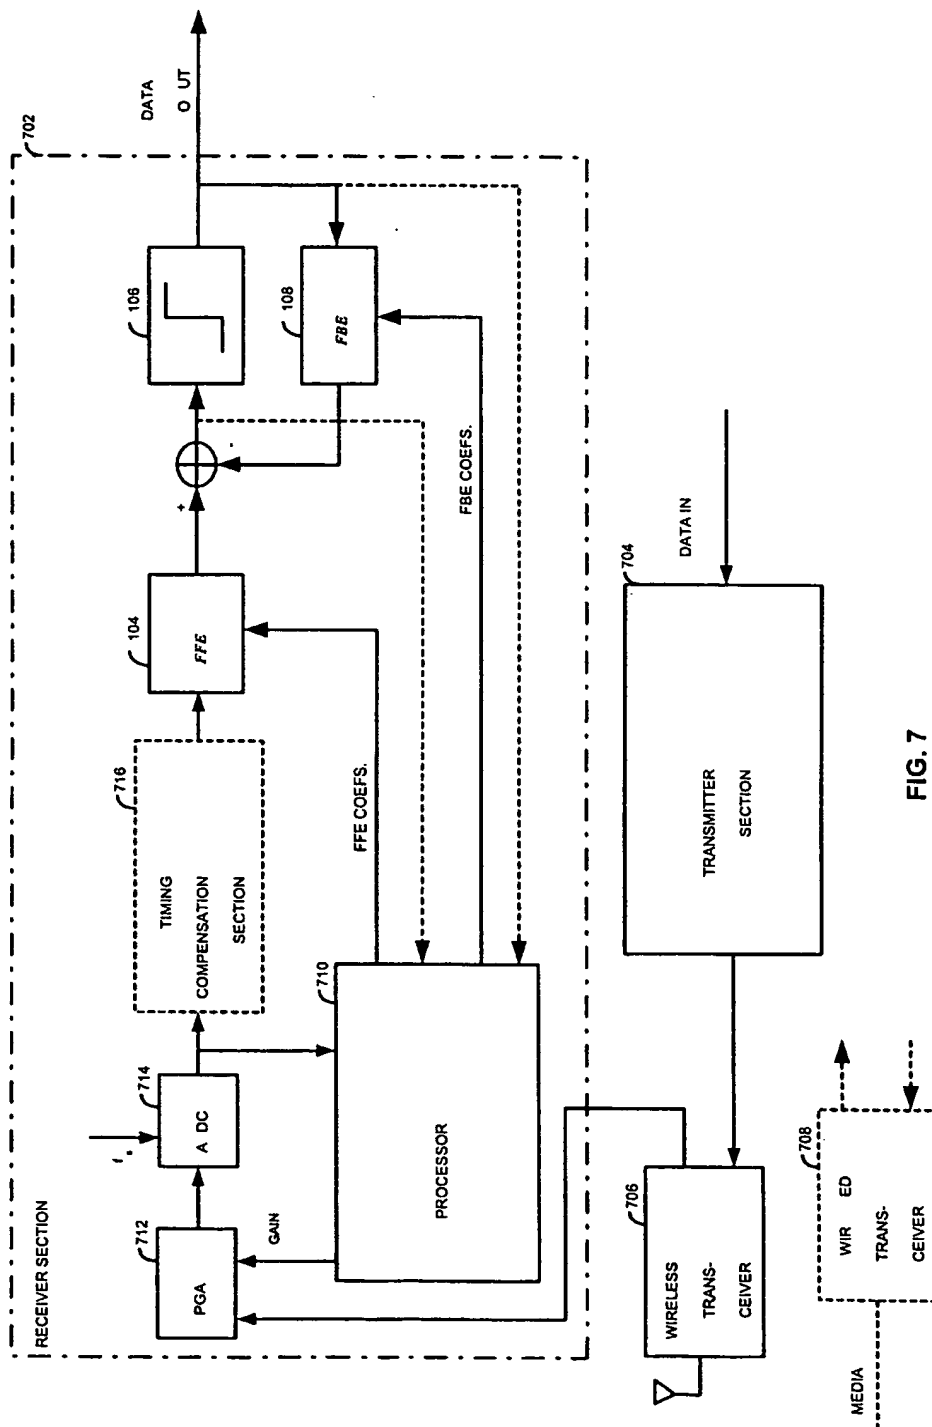 RECEIVER SECTION
702
712
PGA
GAIN
714
A DC
716
TIMING
COMPENSATION
SECTION
104
FFE
+
106
108
FBE
DATA
O UT
710
PROCESSOR
FFE COEFS.
FBE COEFS.
706
WIRELESS
TRANS-
CEIVER
704
TRANSMITTER
SECTION
DATA IN
708
WIR ED
TRANS-
CEIVER
MEDIA
FIG. 7